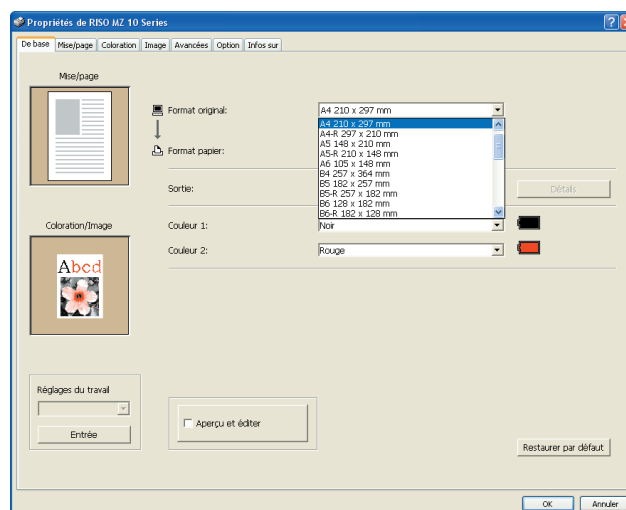 Propriétés de RISO MZ 10 Series
De base Mise/page Coloration Image Avancées Option Infos sur
Mise/page
Format original: A4 210 x 297 mm
A4 210 x 297 mm
A4-R 297 x 210 mm
A5 148 x 210 mm
Format papier:
A5-R 210 x 148 mm
A6 105 x 148 mm
B4 257 x 364 mm
B5 182 x 257 mm
Sortie: Détails
B5-R 257 x 182 mm
B6 128 x 182 mm
B6-R 182 x 128 mm
Coloration/Image
Couleur 1: Noir
Couleur 2: Rouge
Abcd
Réglages du travail
Entrée
Aperçu et éditer
Restaurer par défaut
OK Annuler